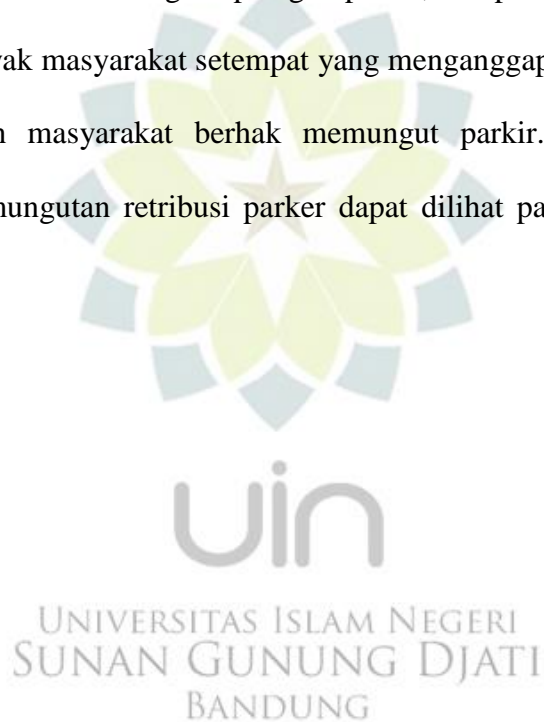 yak masyarakat setempat yang menganggap
masyarakat berhak memungut parkir.
mungutan retribusi parker dapat dilihat pa
uin
UNIVERSITAS ISLAM NEGERI
SUNAN GUNUNG DJATI
BANDUNG